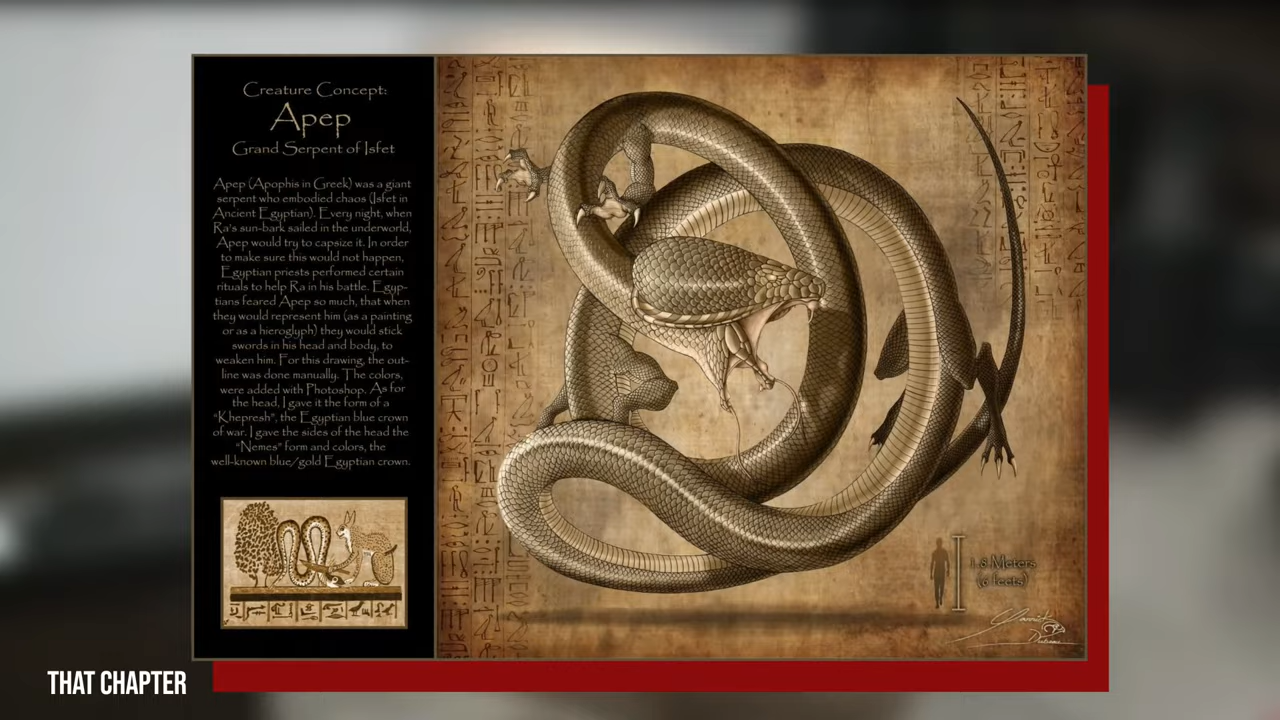 Creature Concept:
Apep
Grand Serpent of Isfet
Apep (Apophis in Greek) was a giant
serpent who embodied chaos (Isfet in
Ancient Egyptian). Every night, when
Ra's sun-bark sailed in the underworld,
Apep would try to capsize it. In order
to make sure this would not happen,
Egyptian priests performed certain
rituals to help Ra in his battle. Egyp-
tians feared Apep so much, that when
they would represent him (as a painting
or as a hieroglyph) they would stick
swords in his head and body, to
weaken him. For this drawing, the out-
line was done manually. The colors,
were added with Photoshop. As for
the head, I gave it the form of a
"Khepresh", the Egyptian blue crown
of war. I gave the sides of the head the
"Nemes" form and colors, the
well-known blue/gold Egyptian crown.
1.8 Meters
(6 feets)
THAT CHAPTER